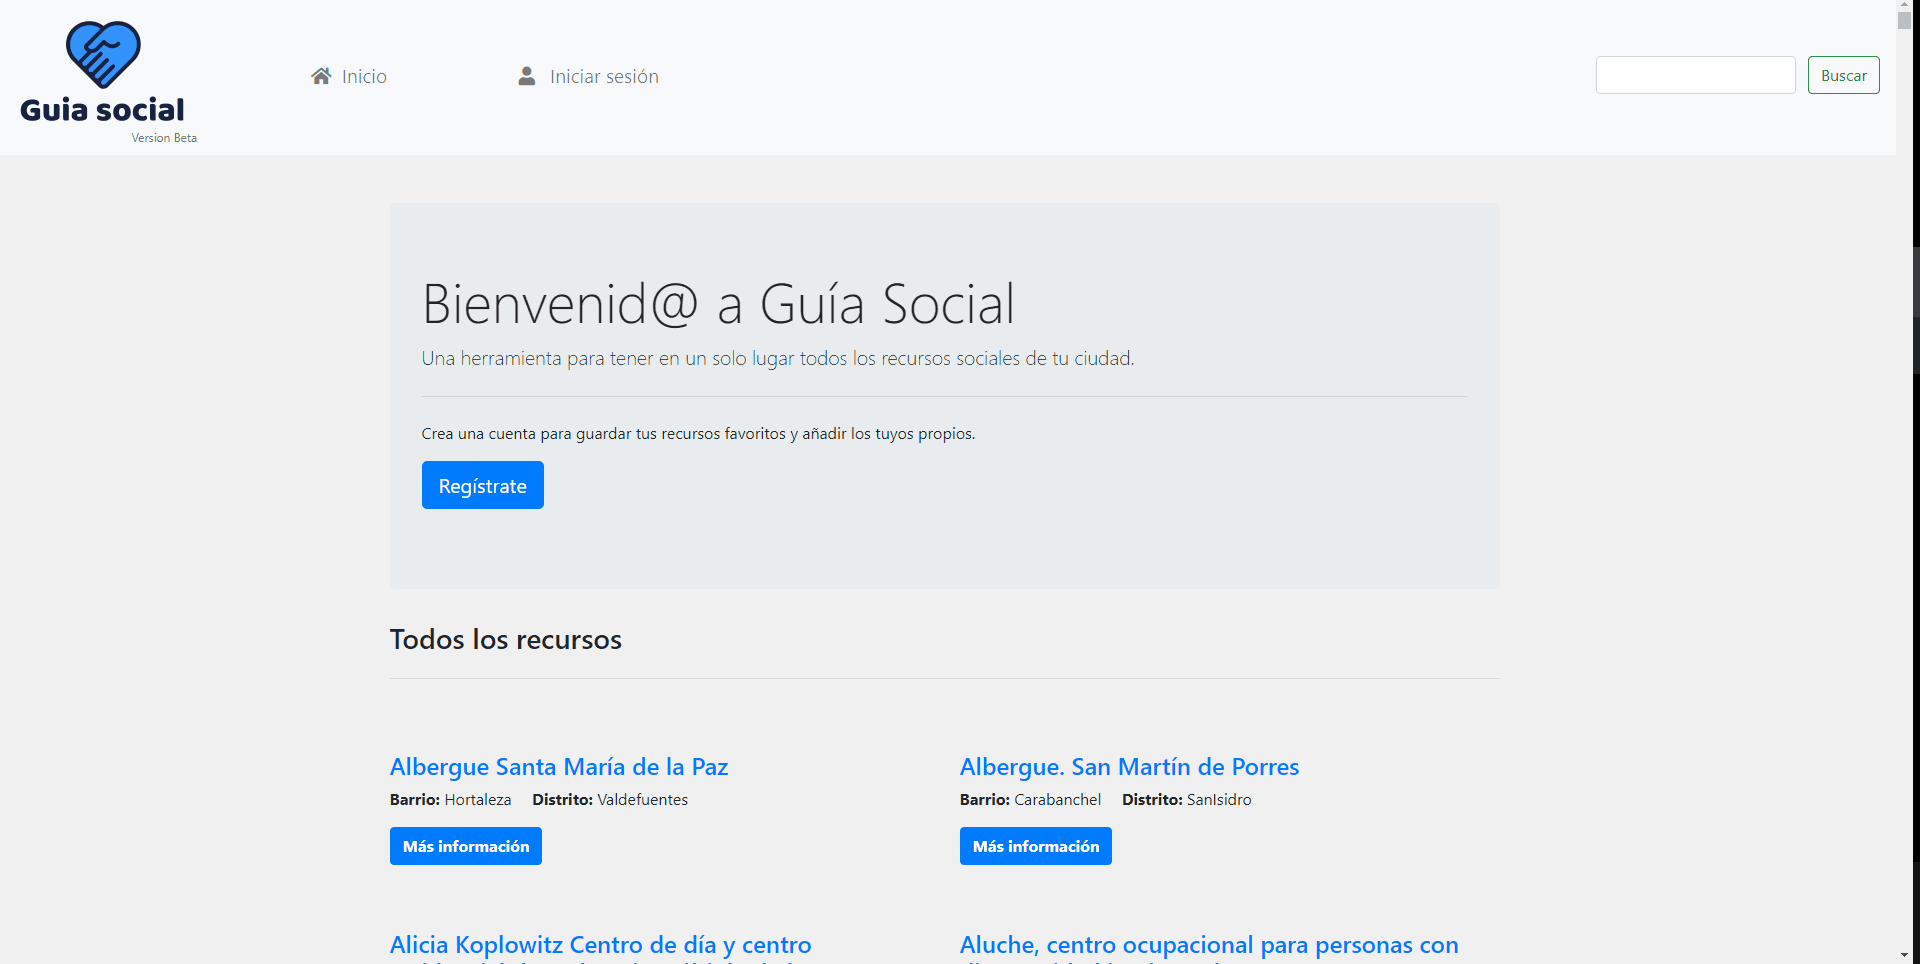 Guia social
Version Beta
Inicio
Iniciar sesión
Buscar
Bienvenid@ a Guía Social
Una herramienta para tener en un solo lugar todos los recursos sociales de tu ciudad.
Crea una cuenta para guardar tus recursos favoritos y añadir los tuyos propios.
Regístrate
Todos los recursos
Albergue Santa María de la Paz
Barrio: Hortaleza Distrito: Valdefuentes
Más información
Albergue. San Martín de Porres
Barrio: Carabanchel Distrito: SanIsidro
Más información
Alicia Koplowitz Centro de día y centro
Aluche, centro ocupacional para personas con